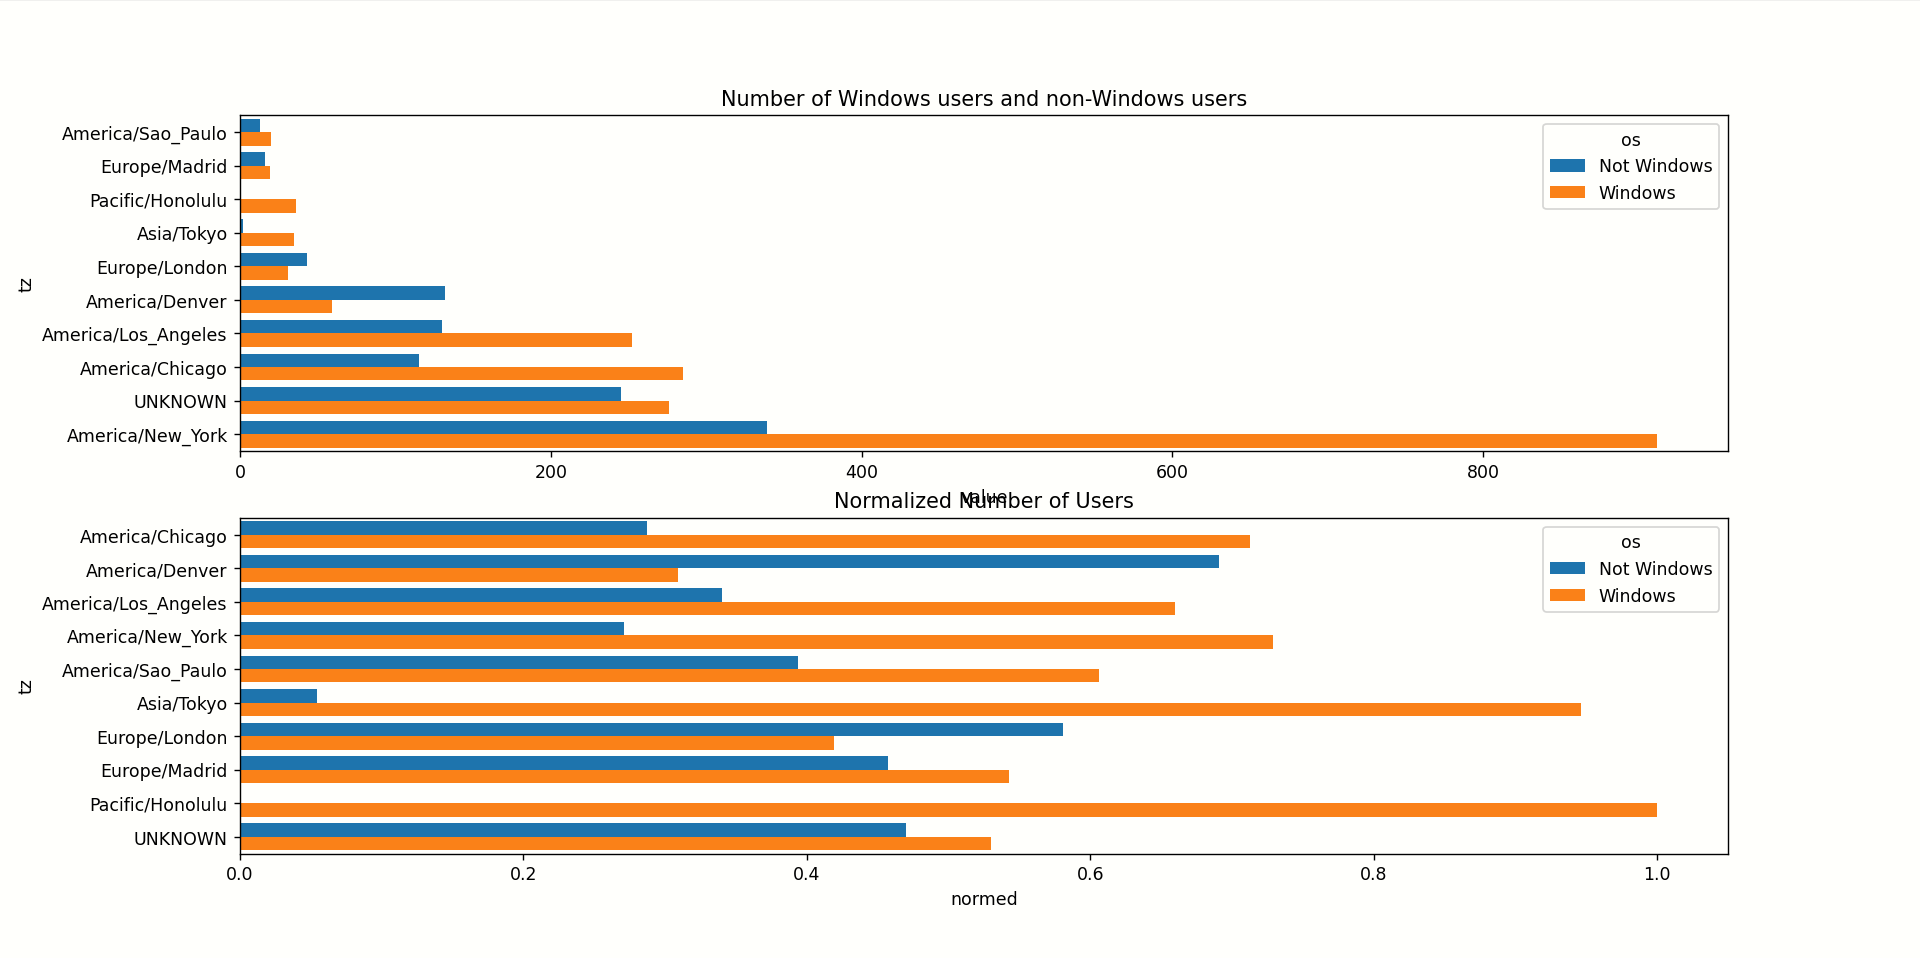 Number of Windows users and non-Windows users
America/Sao_Paulo
Europe/Madrid
Pacific/Honolulu
Asia/Tokyo
Europe/London
America/Denver
America/Los_Angeles
America/Chicago
UNKNOWN
America/New_York
tz
os
Not Windows
Windows
0 200 400 600 800
value
Normalized Number of Users
America/Chicago
America/Denver
America/Los_Angeles
America/New_York
America/Sao_Paulo
Asia/Tokyo
Europe/London
Europe/Madrid
Pacific/Honolulu
UNKNOWN
tz
os
Not Windows
Windows
0.0 0.2 0.4 0.6 0.8 1.0
normed